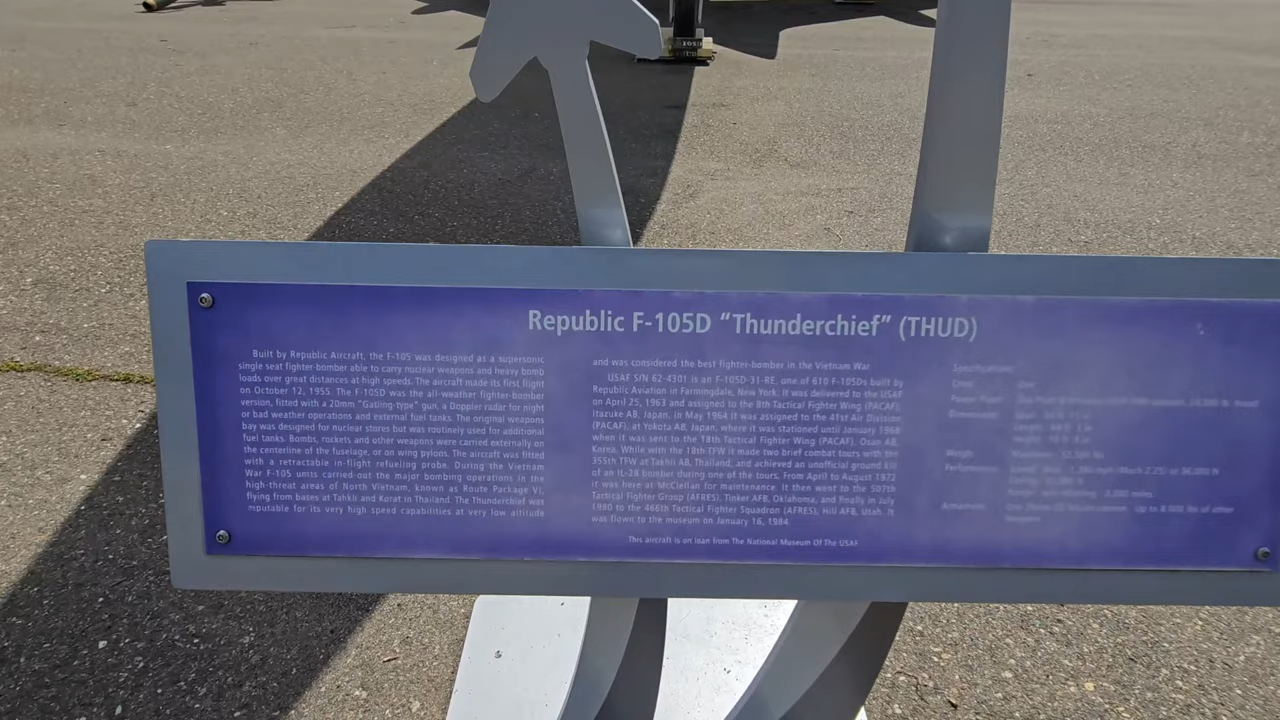 Republic F-105D "Thunderchief" (THUD)
Built by Republic Aircraft, the F-105 was designed as a supersonic
single seat fighter-bomber able to carry nuclear weapons and heavy bomb
loads over great distances at high speeds. The aircraft made its first flight
on October 12, 1955. The F-105D was the all-weather fighter-bomber
version, fitted with a 20mm "Gatling-type" gun, a Doppler radar for night
or bad weather operations and external fuel tanks. The original weapons
bay was designed for nuclear stores but was routinely used for additional
fuel tanks. Bombs, rockets and other weapons were carried externally on
the centerline of the fuselage, or on wing pylons. The aircraft was fitted
with a retractable in-flight refueling probe. During the Vietnam
War F-105 units carried-out the major bombing operations in the
high-threat areas of North Vietnam, known as Route Package VI,
flying from bases at Tahkli and Korat in Thailand. The Thunderchief was
reputable for its very high speed capabilities at very low altitude
and was considered the best fighter-bomber in the Vietnam War.
USAF S/N 62-4301 is an F-105D-31-RE, one of 610 F-105Ds built by
Republic Aviation in Farmingdale, New York. It was delivered to the USAF
on April 25, 1963 and assigned to the 8th Tactical Fighter Wing (PACAF),
Itazuke AB, Japan, in May 1964 it was assigned to the 41st Air Division
(PACAF), at Yokota AB, Japan, where it was stationed until January 1968
when it was sent to the 18th Tactical Fighter Wing (PACAF), Osan AB,
Korea. While with the 18th TFW it made two brief combat tours with the
355th TFW at Takhli AB, Thailand, and achieved an unofficial ground kill
of an IL-28 bomber during one of the tours. From April to August 1972
it was here at McClellan for maintenance. It then went to the 507th
Tactical Fighter Group (AFRES), Tinker AFB, Oklahoma, and finally in July
1980 to the 466th Tactical Fighter Squadron (AFRES), Hill AFB, Utah. It
was flown to the museum on January 16, 1984.
This aircraft is on loan from The National Museum Of The USAF
Specifications
Crew: One
Weight:
(Mach 2.25) at 36,000 ft
miles
Armament: Up to 8,000 lbs of other
weapons